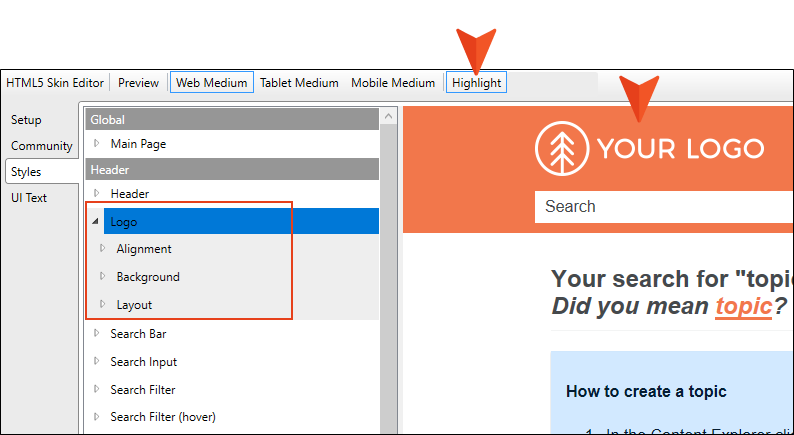 HTML5 Skin Editor Preview Web Medium Tablet Medium Mobile Medium Highlight
Setup
Community
Styles
UI Text
Global
Main Page
Header
Header
Logo
Alignment
Background
Layout
Search Bar
Search Input
Search Filter
Search Filter (hover)
YOUR LOGO
Search
Your search for "topi
Did you mean topic?
How to create a topic
1. In the Content Explorer cli